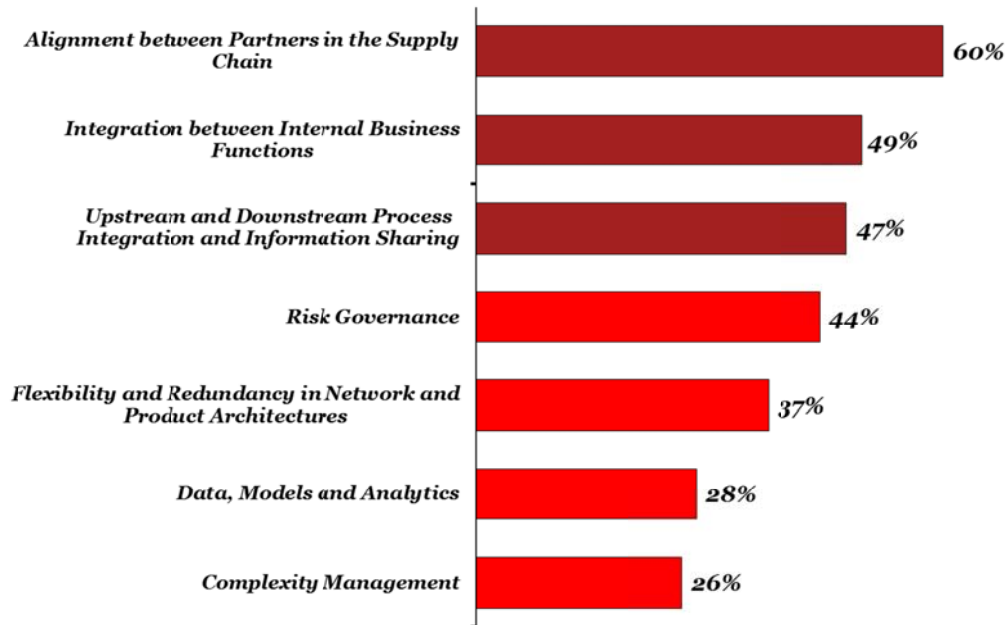 Alignment between Partners in the Supply
Chain
60%
Integration between Internal Business
Functions
49%
Upstream and Downstream Process
Integration and Information Sharing
47%
Risk Governance
44%
Flexibility and Redundancy in Network and
Product Architectures
37%
Data, Models and Analytics
28%
Complexity Management
26%